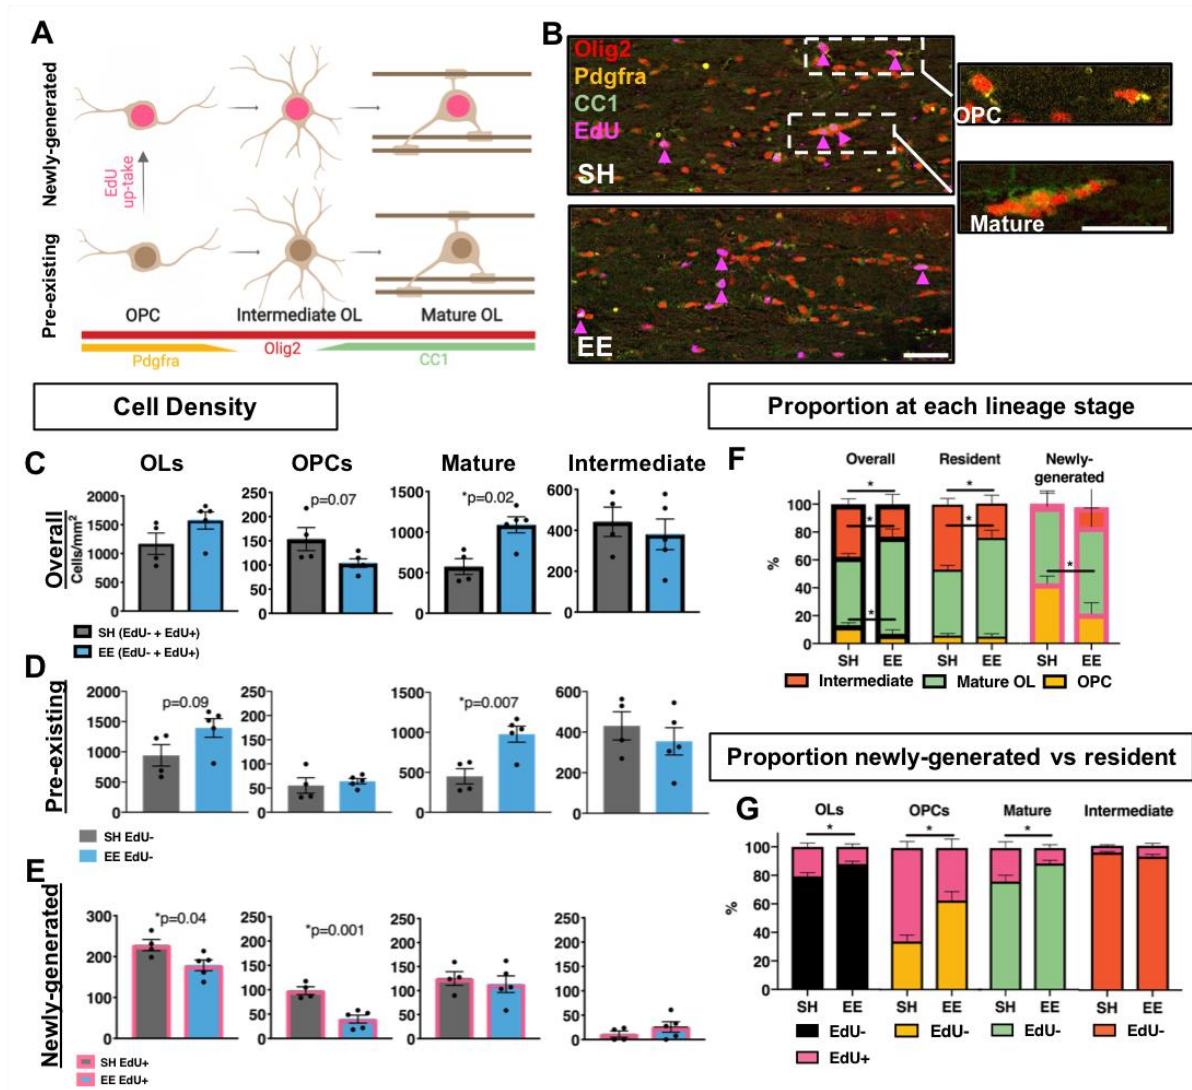 A
Newly-generated
EdU
up-take
Pre-existing
OPC
Intermediate OL
Mature OL
Olig2
Pdgfra
CC1
B
Olig2
Pdgfra
CC1
EdU
SH
OPC
Mature
EE
Cell Density
C
OLs
OPCs
Mature
Intermediate
Overall
Cells/mm²
2000
1500
1000
500
0
250
200
150
100
50
0
p=0.07
1500
1000
500
0
*p=0.02
600
400
200
0
SH (EdU- + EdU+)
EE (EdU- + EdU+)
D
Pre-existing
2000
1500
1000
500
0
p=0.09
250
200
150
100
50
0
1500
1000
500
0
*p=0.007
600
400
200
0
SH EdU-
EE EdU-
E
Newly-generated
300
200
100
0
*p=0.04
250
200
150
100
50
0
*p=0.001
250
200
150
100
50
0
250
200
150
100
50
0
SH EdU+
EE EdU+
Proportion at each lineage stage
F
Overall
Resident
Newly-
generated
%
100
80
60
40
20
0
*
*
*
*
*
*
SH
EE
SH
EE
SH
EE
Intermediate
Mature OL
OPC
Proportion newly-generated vs resident
G
OLs
OPCs
Mature
Intermediate
%
100
80
60
40
20
0
*
*
*
SH
EE
SH
EE
SH
EE
SH
EE
EdU-
EdU-
EdU-
EdU-
EdU+